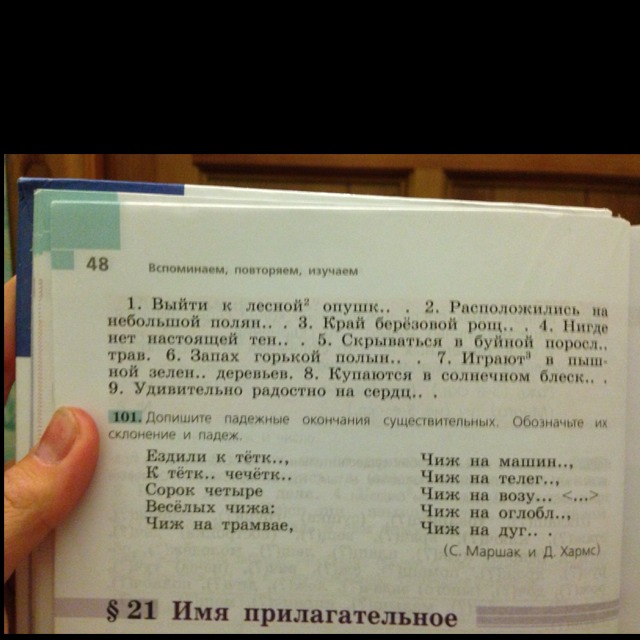 48 Вспоминаем, повторяем, изучаем
1. Выйти к лесной² опушк.. . 2. Расположились на
небольшой полян.. . 3. Край берёзовой рощ.. . 4. Нигде
нет настоящей тен.. . 5. Скрываться в буйной поросл..
трав. 6. Запах горькой полын.. . 7. Играют³ в пыш-
ной зелен.. деревьев. 8. Купаются в солнечном блеск.. .
9. Удивительно радостно на сердц.. .
101. Допишите падежные окончания существительных. Обозначьте их
склонение и падеж.
Ездили к тётк..,
К тётк.. чечётк..
Сорок четыре
Весёлых чижа:
Чиж на трамвае,
Чиж на машин..,
Чиж на телег..,
Чиж на возу... <...>
Чиж на оглобл..,
Чиж на дуг.. .
(С. Маршак и Д. Хармс)
§ 21 Имя прилагательное